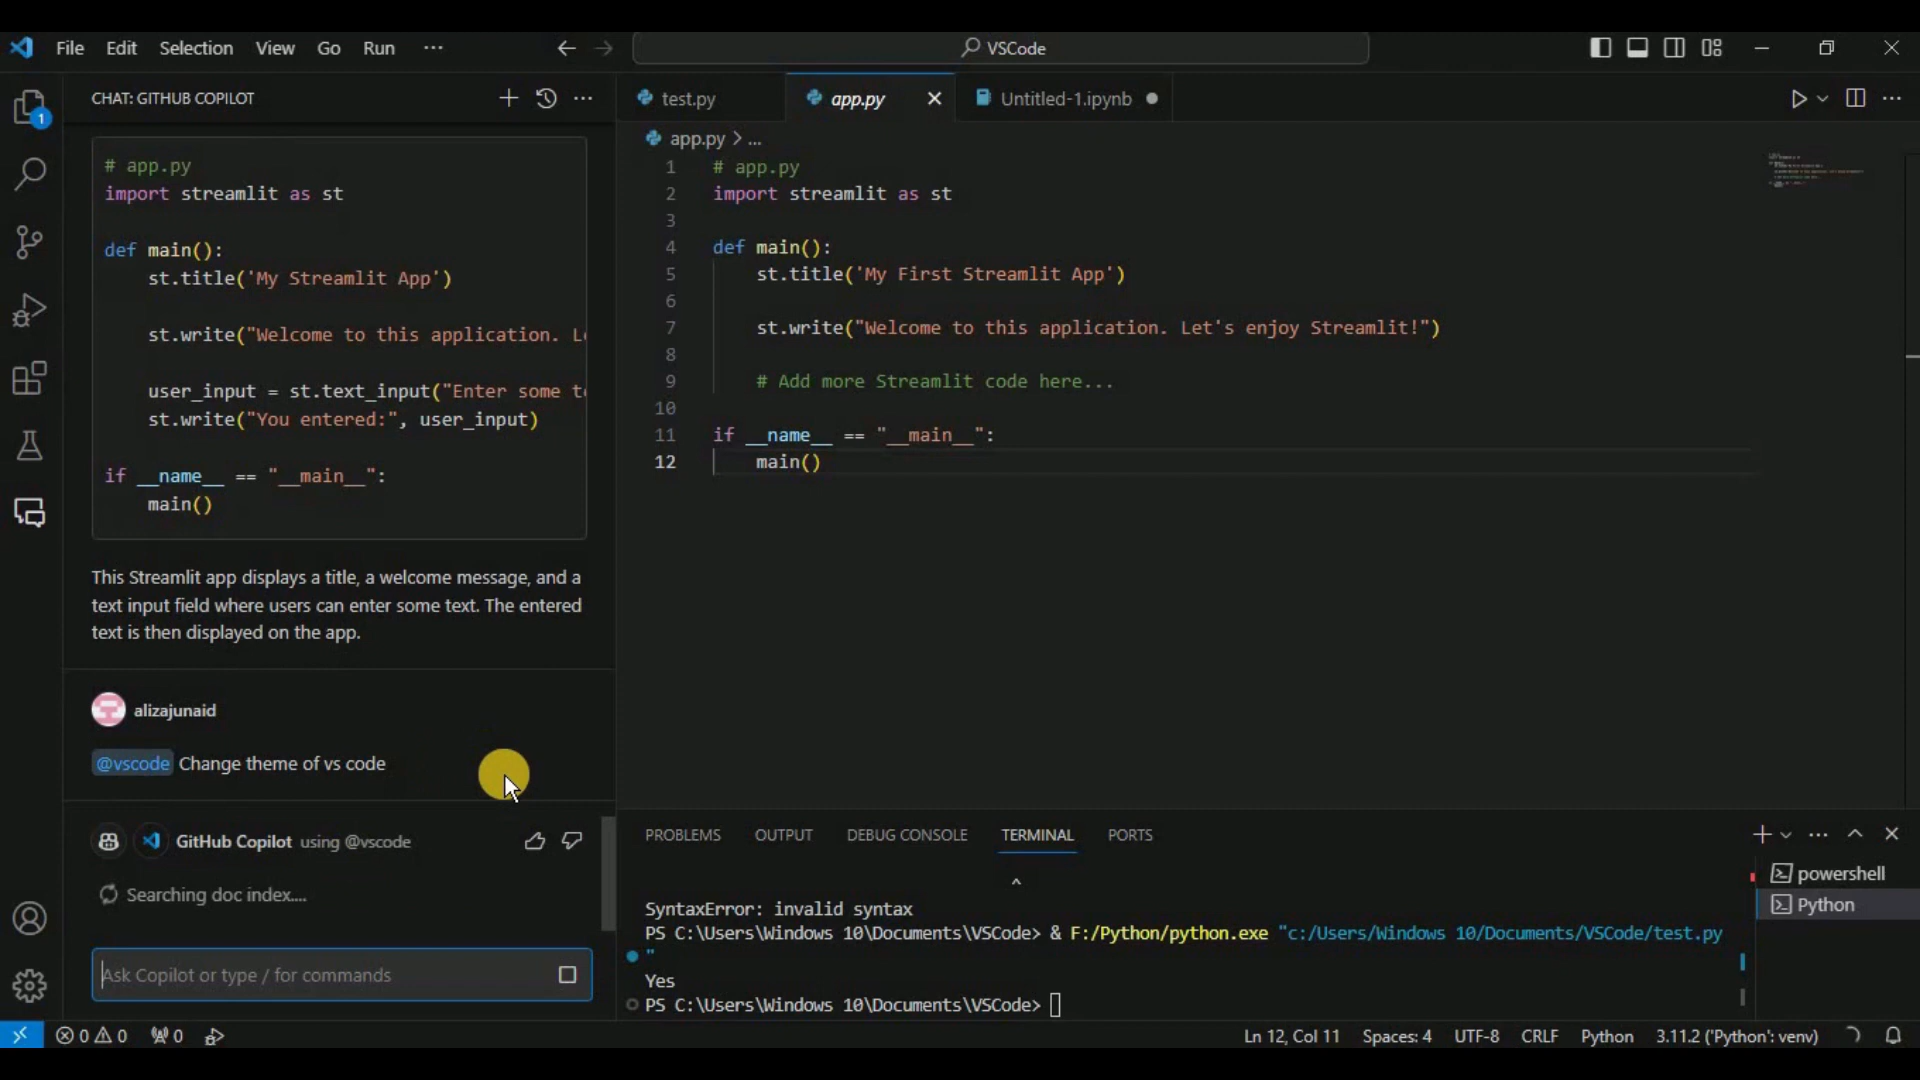 File Edit Selection View Go Run ...
VSCode
1
CHAT: GITHUB COPILOT
# app.py
import streamlit as st
def main():
st.title('My Streamlit App')
st.write("Welcome to this application. L
user_input = st.text_input("Enter some t
st.write("You entered:", user_input)
if __name__ == "__main__":
main()
This Streamlit app displays a title, a welcome message, and a
text input field where users can enter some text. The entered
text is then displayed on the app.
alizajunaid
@vscode Change theme of vs code
GitHub Copilot using @vscode
Searching doc index....
Ask Copilot or type / for commands
test.py app.py Untitled-1.ipynb
app.py > ...
1 # app.py
2 import streamlit as st
3
4 def main():
5 st.title('My First Streamlit App')
6
7 st.write("Welcome to this application. Let's enjoy Streamlit!")
8
9 # Add more Streamlit code here...
10
11 if __name__ == "__main__":
12 main()
PROBLEMS OUTPUT DEBUG CONSOLE TERMINAL PORTS
^
SyntaxError: invalid syntax
PS C:\Users\Windows 10\Documents\VSCode> & F:/Python/python.exe "c:/Users/Windows 10/Documents/VSCode/test.py
"
Yes
PS C:\Users\Windows 10\Documents\VSCode>
powershell
Python
0 0 0 Ln 12, Col 11 Spaces: 4 UTF-8 CRLF Python 3.11.2 ('Python': venv)